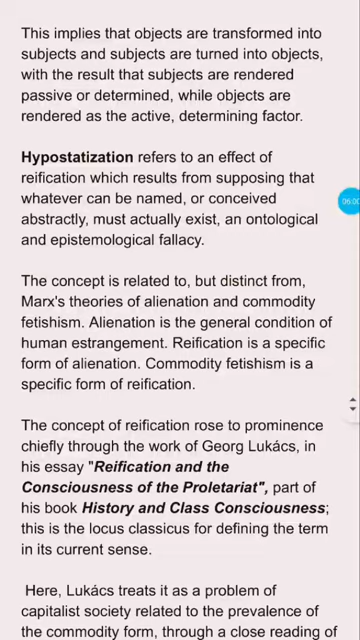 This implies that objects are transformed into
subjects and subjects are turned into objects,
with the result that subjects are rendered
passive or determined, while objects are
rendered as the active, determining factor.
Hypostatization refers to an effect of
reification which results from supposing that
whatever can be named, or conceived
abstractly, must actually exist, an ontological
and epistemological fallacy.
The concept is related to, but distinct from,
Marx's theories of alienation and commodity
fetishism. Alienation is the general condition of
human estrangement. Reification is a specific
form of alienation. Commodity fetishism is a
specific form of reification.
The concept of reification rose to prominence
chiefly through the work of Georg Lukács, in
his essay "Reification and the
Consciousness of the Proletariat", part of
his book History and Class Consciousness;
this is the locus classicus for defining the term
in its current sense.
Here, Lukács treats it as a problem of
capitalist society related to the prevalence of
the commodity form, through a close reading of